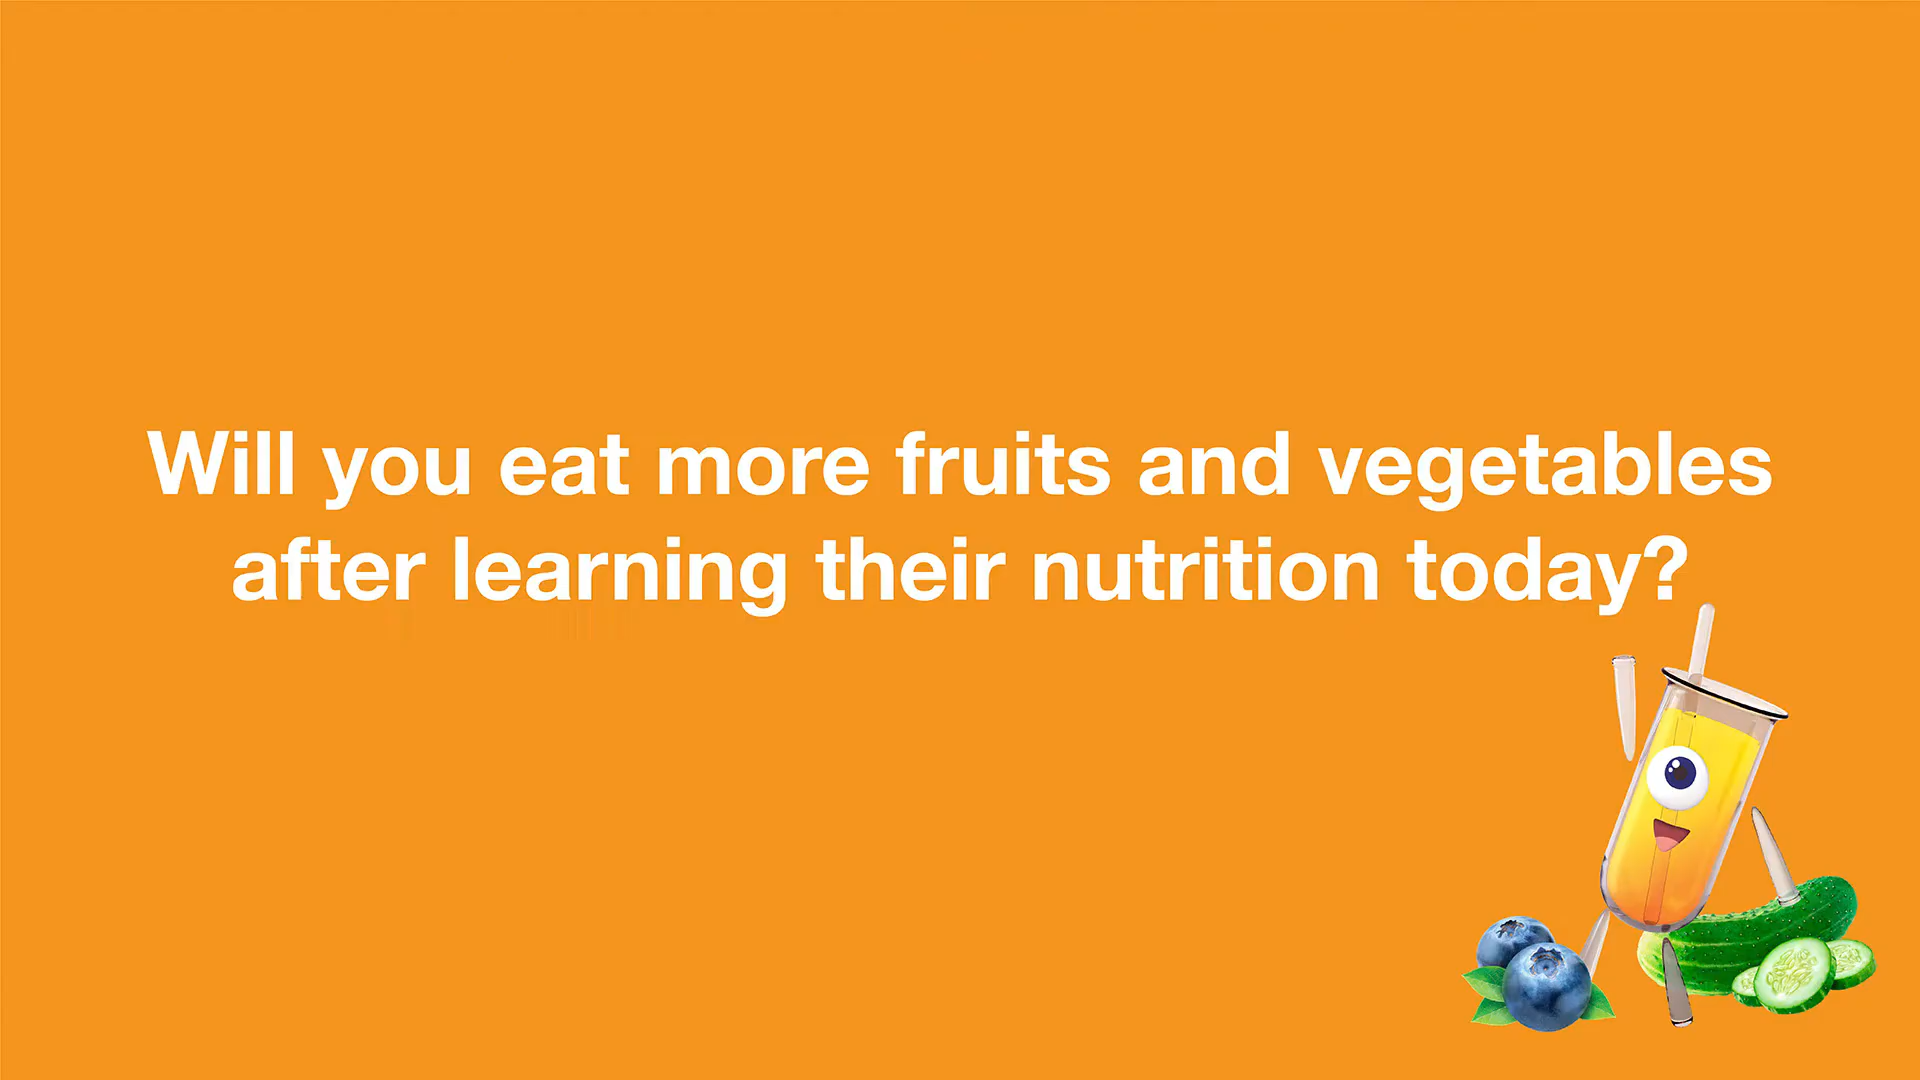 Will you eat more fruits and vegetables
after learning their nutrition today?